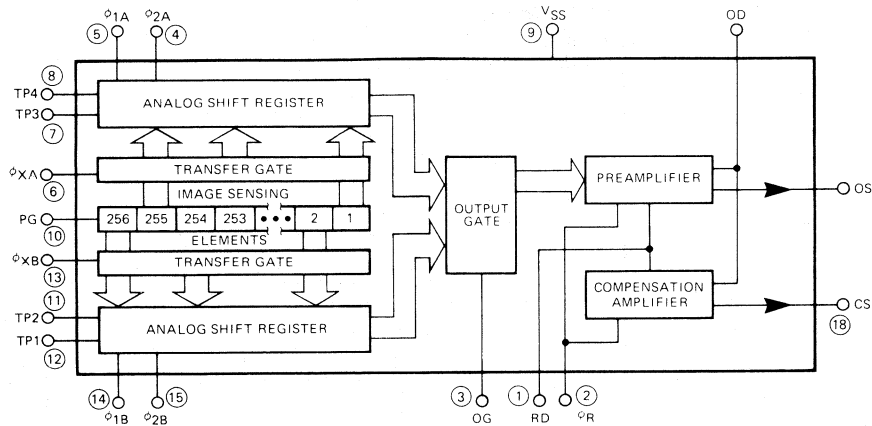 ϕ1A ϕ2A VSS OD
5 4 9
8
TP4
ANALOG SHIFT REGISTER
TP3
7
ϕXA
TRANSFER GATE
6
IMAGE SENSING
PG
256 255 254 253 ••• 2 1
10
ELEMENTS
ϕXB
TRANSFER GATE
13
11
TP2
ANALOG SHIFT REGISTER
TP1
12
14 15
ϕ1B ϕ2B
OUTPUT
GATE
PREAMPLIFIER
OS
COMPENSATION
AMPLIFIER
CS
18
3 1 2
OG RD ϕR